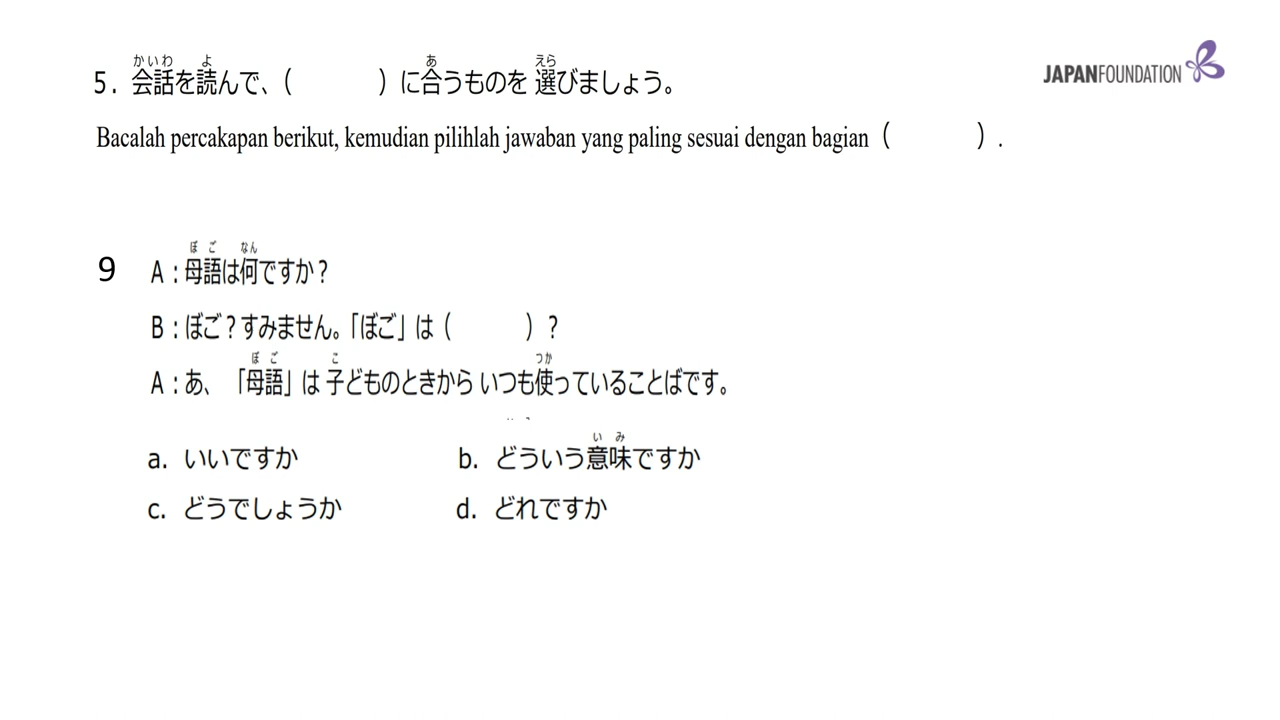 5. 会話を読んで、( )に合うものを 選びましょう。
JAPANFOUNDATION
Bacalah percakapan berikut, kemudian pilihlah jawaban yang paling sesuai dengan bagian ( ) .
9 A : 母語は何ですか?
B : ぼご?すみません。「ぼご」は ( ) ?
A : あ、「母語」は 子どものときから いつも使っていることばです。
a. いいですか b. どういう意味ですか
c. どうでしょうか d. どれですか